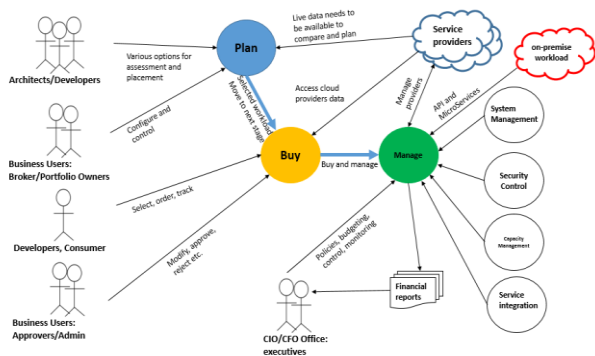 Architects/Developers
Various options for
assessment and
placement
Plan
Live data needs to
be available to
compare and plan
Service
providers
on-premise
workload
Configure and
control
Selected workload
Move to next stage
Access cloud
providers data
Manage
providers
API and
MicroServices
System
Management
Business Users:
Broker/Portfolio Owners
Buy
Buy and manage
Manage
Security
Control
Select, order, track
Developers, Consumer
Modify, approve,
reject etc.
Policies, budgeting,
control, monitoring
Capacity
Management
Financial
reports
Service
integration
Business Users:
Approvers/Admin
CIO/CFO Office:
executives